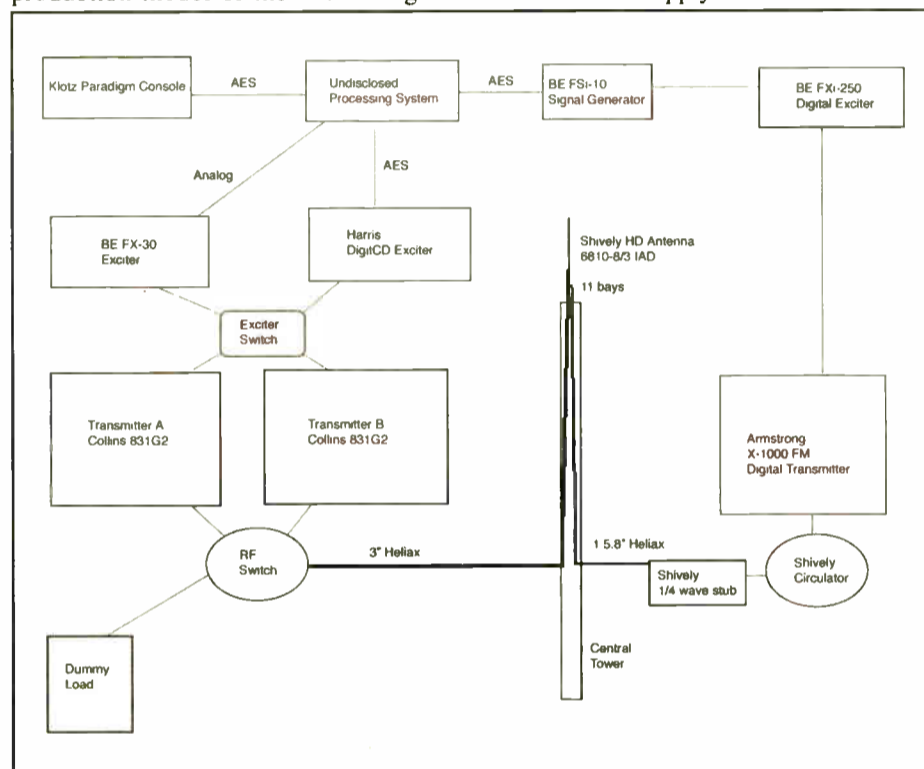 Klotz Paradigm Console
AES
Undisclosed
Processing System
AES
BE FSi-10
Signal Generator
BE FXi-250
Digital Exciter
Analog
AES
BE FX-30
Exciter
Harris
DigitCD Exciter
Shively HD Antenna
6810-8/3 IAD
11 bays
Exciter
Switch
Transmitter A
Collins 831G2
Transmitter B
Collins 831G2
Armstrong
X-1000 FM
Digital Transmitter
RF
Switch
3" Heliax
1 5.8" Heliax
Shively
1/4 wave stub
Shively
Circulator
Dummy
Load
Central
Tower